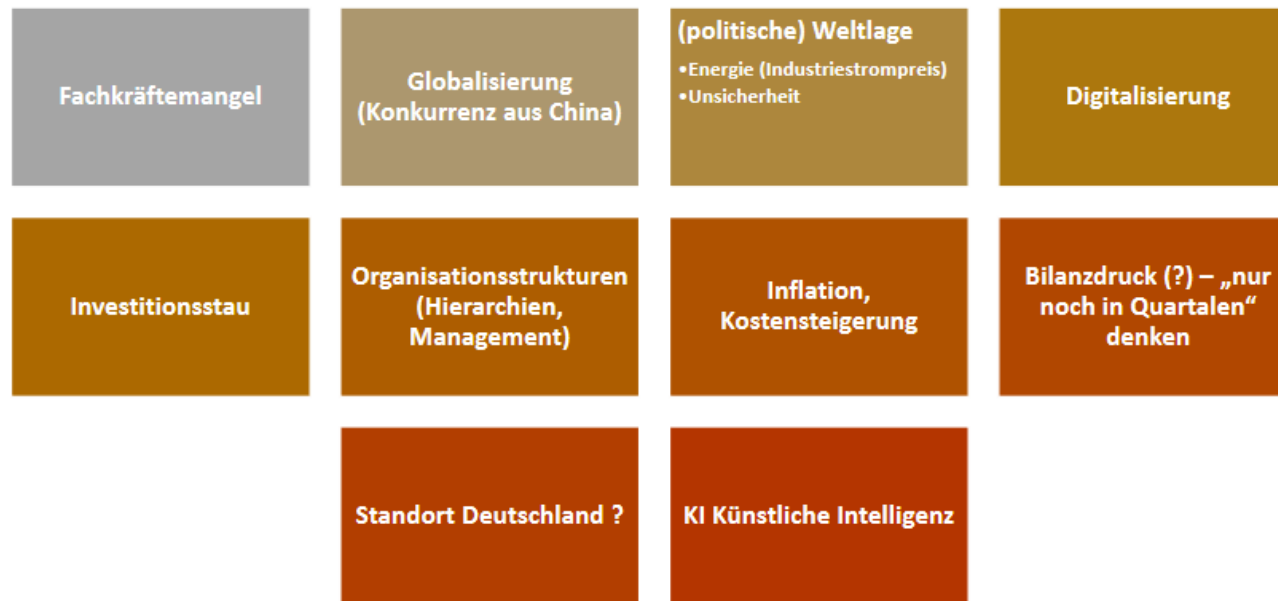 Fachkräftemangel
Globalisierung
(Konkurrenz aus China)
(politische) Weltlage
•Energie (Industriestrompreis)
•Unsicherheit
Digitalisierung
Investitionsstau
Organisationsstrukturen
(Hierarchien,
Management)
Inflation,
Kostensteigerung
Bilanzdruck (?) – „nur
noch in Quartalen“
denken
Standort Deutschland ?
KI Künstliche Intelligenz